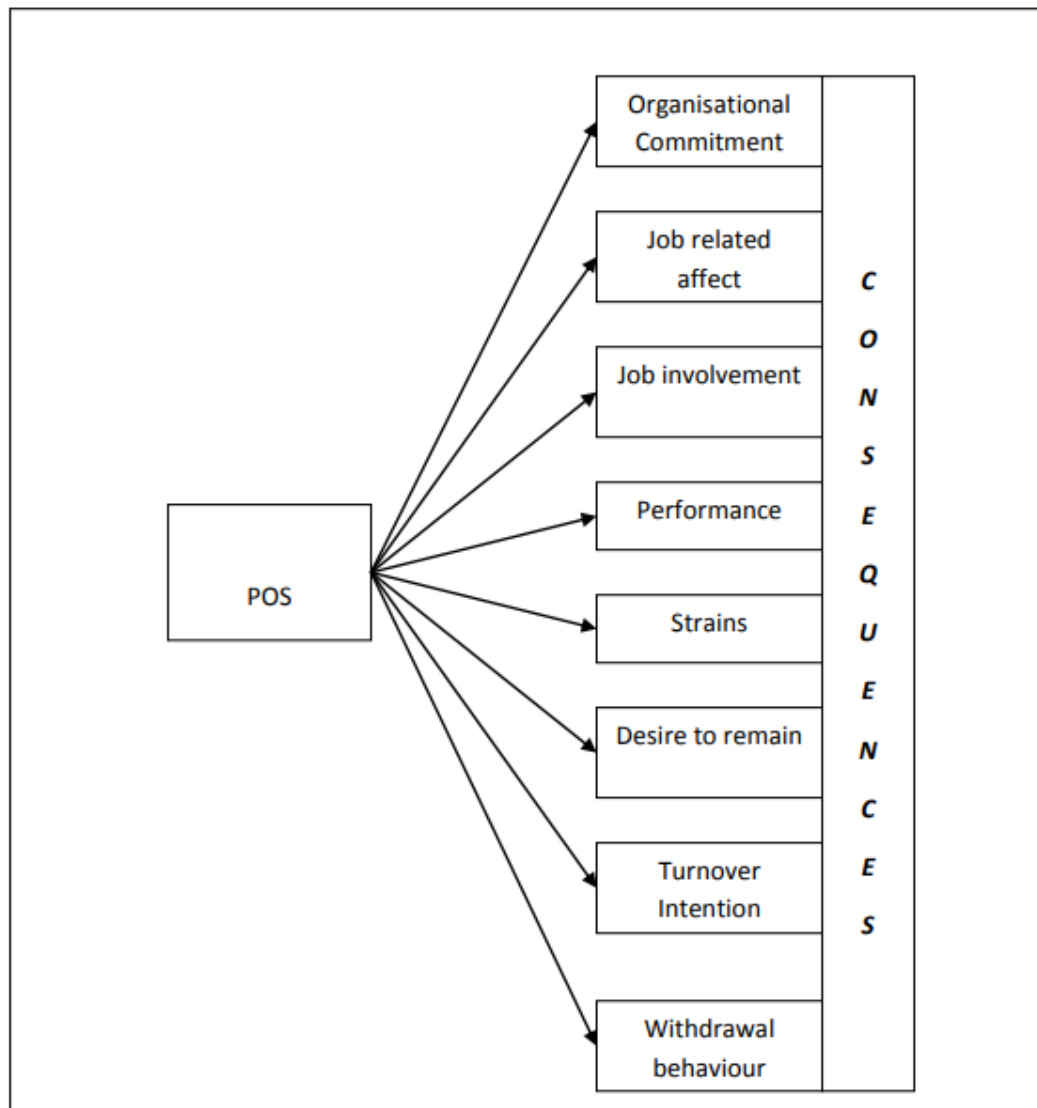 Organisational
Commitment
Job related
affect
Job involvement
Performance
POS
Strains
Desire to remain
Turnover
Intention
Withdrawal
behaviour
C
O
N
S
E
Q
U
E
N
C
E
S